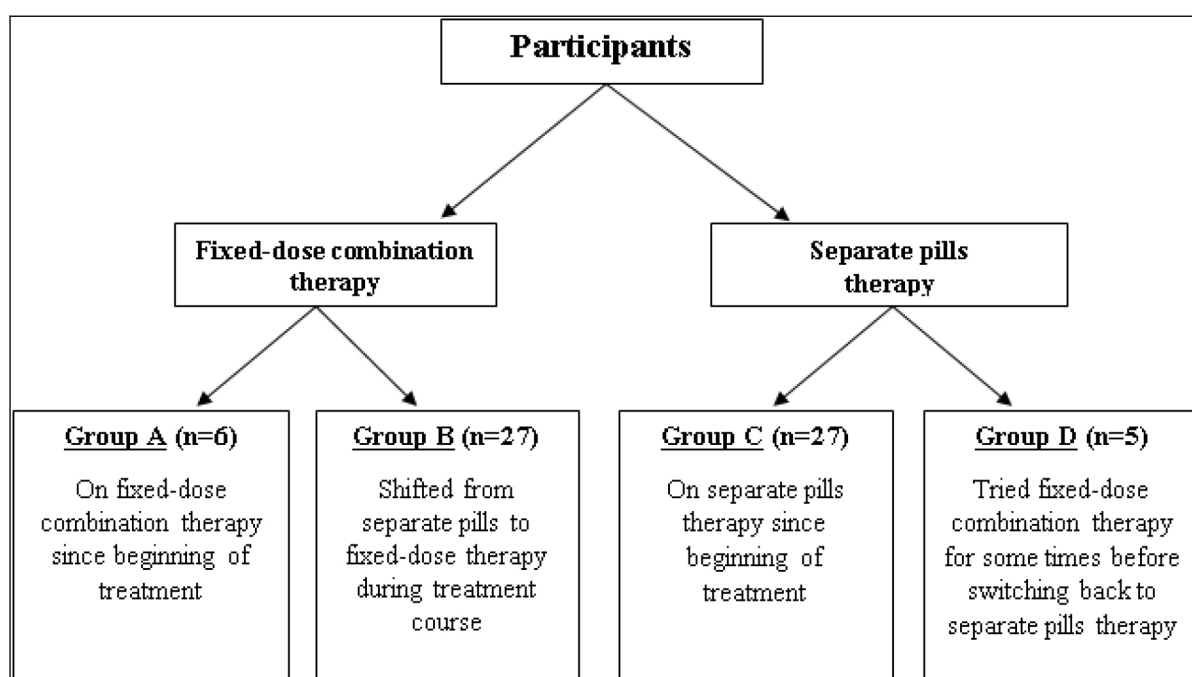 Participants
Fixed-dose combination
therapy
Separate pills
therapy
Group A (n=6)
On fixed-dose
combination therapy
since beginning of
treatment
Group B (n=27)
Shifted from
separate pills to
fixed-dose therapy
during treatment
course
Group C (n=27)
On separate pills
therapy since
beginning of
treatment
Group D (n=5)
Tried fixed-dose
combination therapy
for some times before
switching back to
separate pills therapy